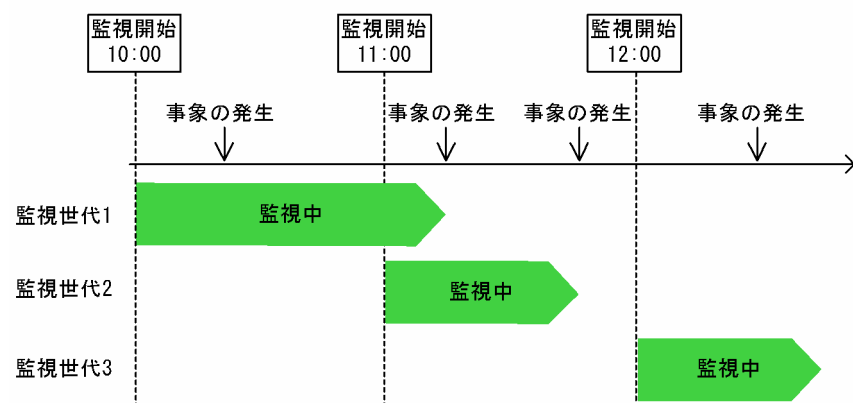 監視開始
10:00
監視開始
11:00
監視開始
12:00
事象の発生
事象の発生
事象の発生
事象の発生
監視世代1
監視中
監視世代2
監視中
監視世代3
監視中